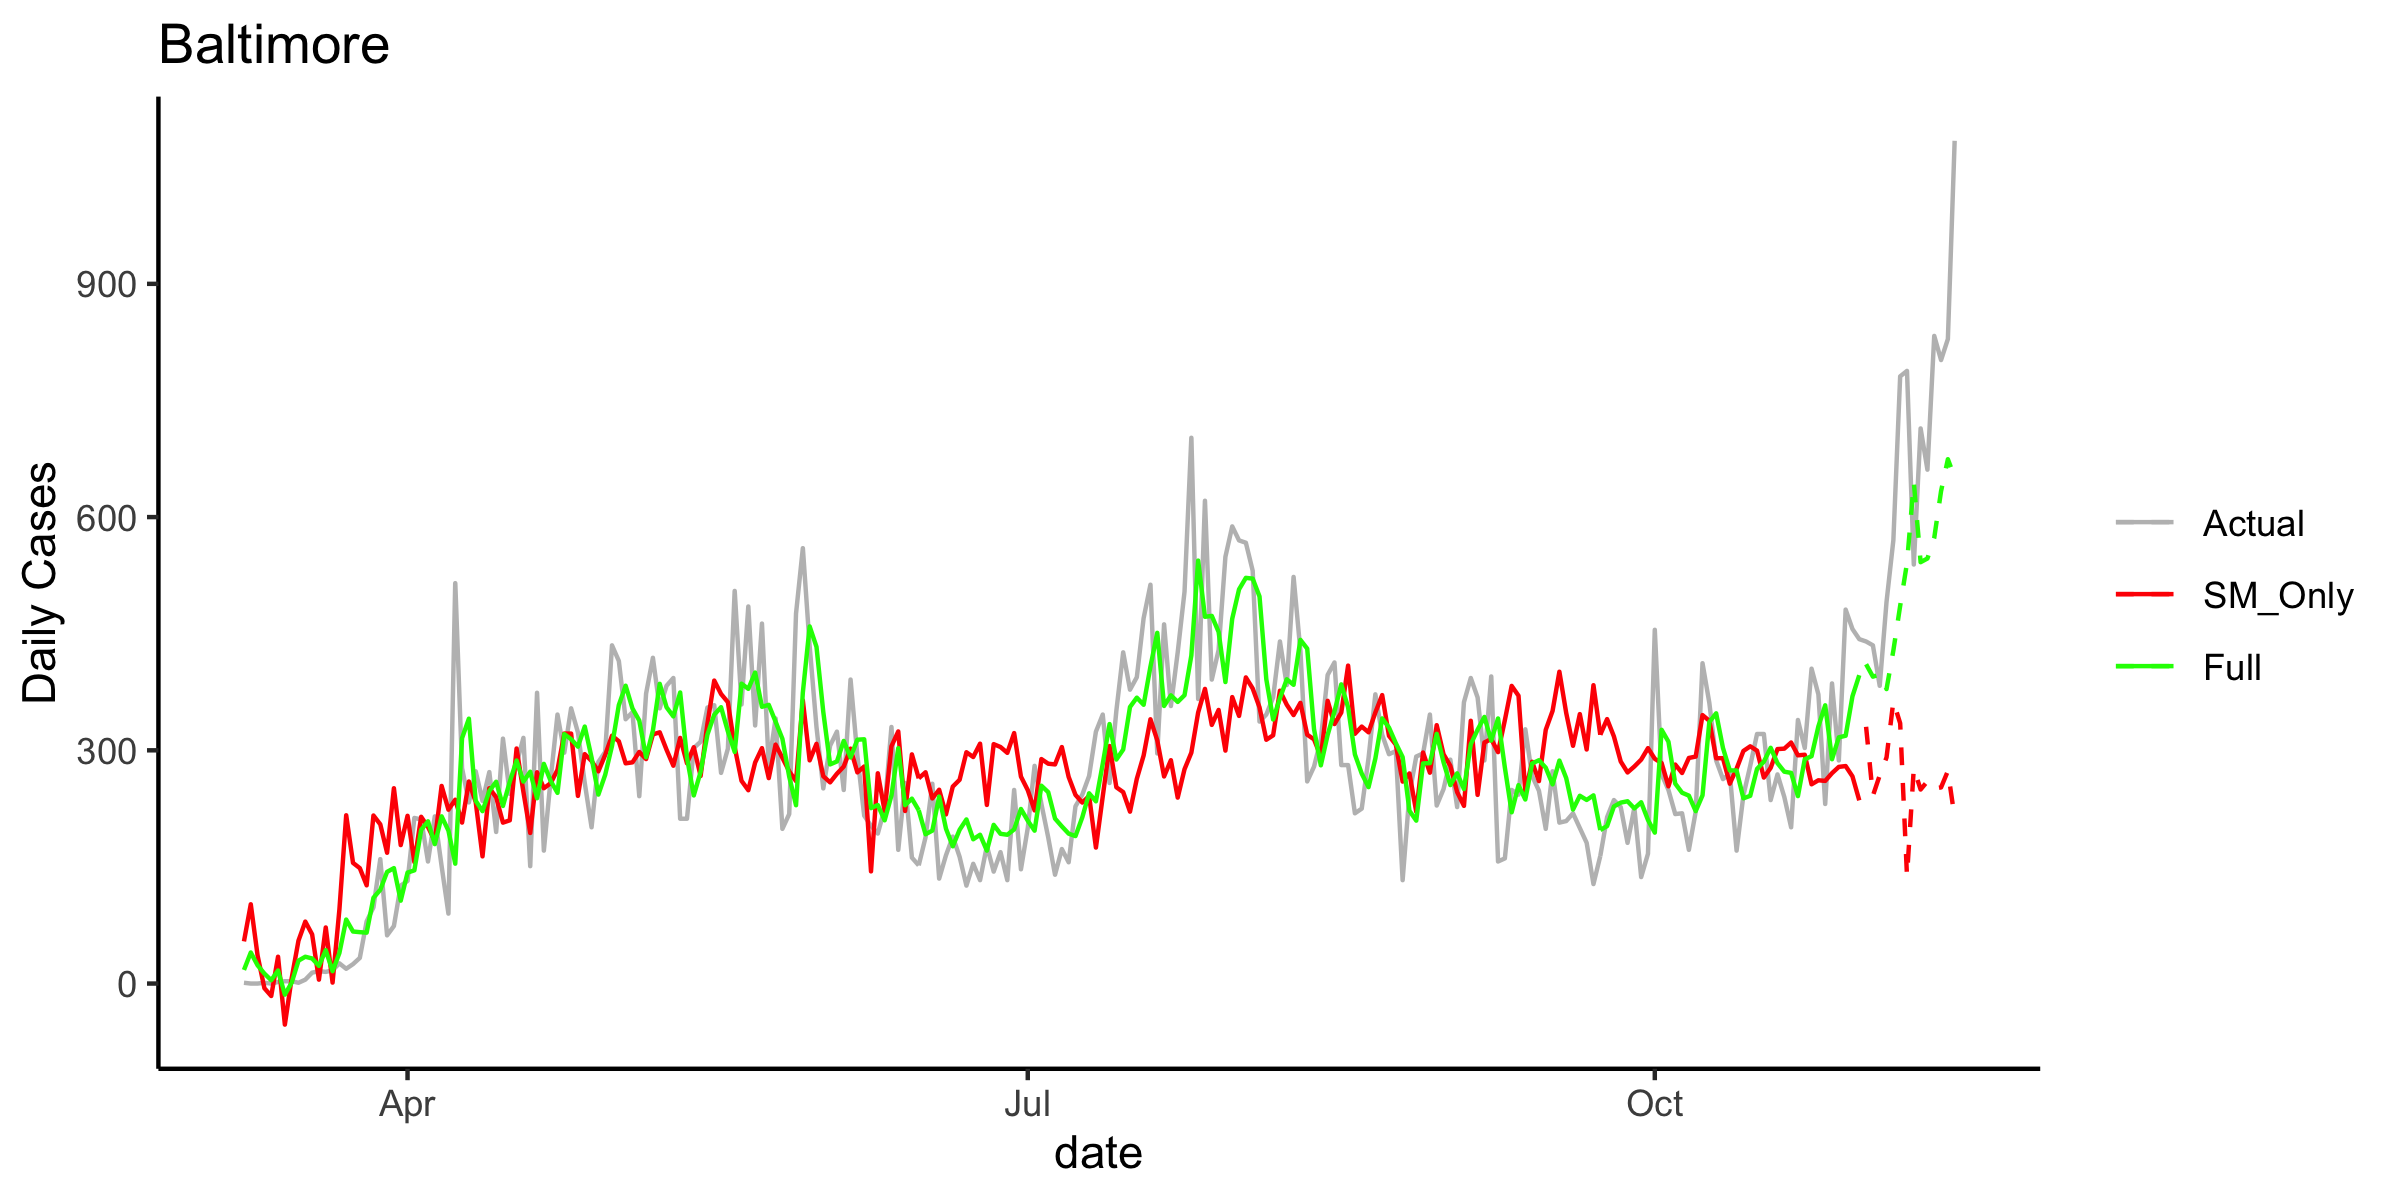 Baltimore
Daily Cases
900
600
300
0
Apr
Jul
Oct
date
Actual
SM_Only
Full